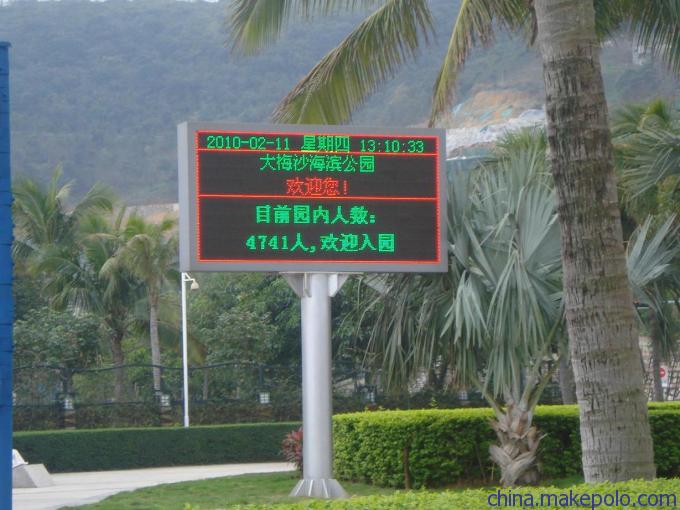 2010-02-11 星期四 13:10:33
大梅沙海滨公园
欢迎您!
目前园内人数:
4741人,欢迎入园
china.makepolo.com